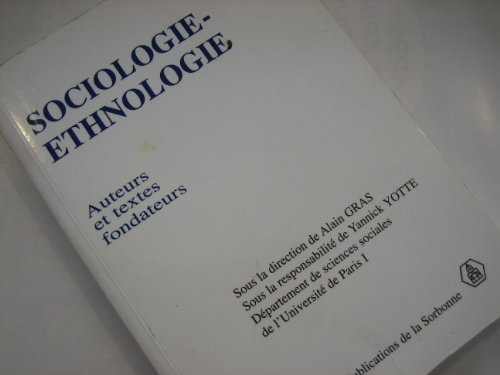 SOCIOLOGIE-
ETHNOLOGIE
Auteurs
et textes
fondateurs
Sous la direction de Alain GRAS
Sous la responsabilité de Yannick YOTTE
Département de sciences sociales
de l'Université de Paris I
ublications de la Sorbonne